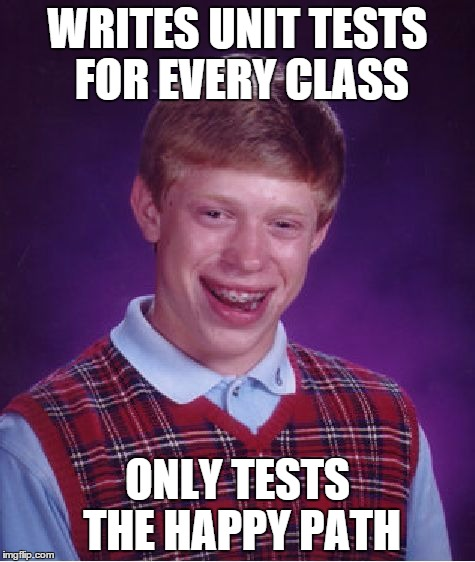 WRITES UNIT TESTS
FOR EVERY CLASS
ONLY TESTS
THE HAPPY PATH
imgflip.com